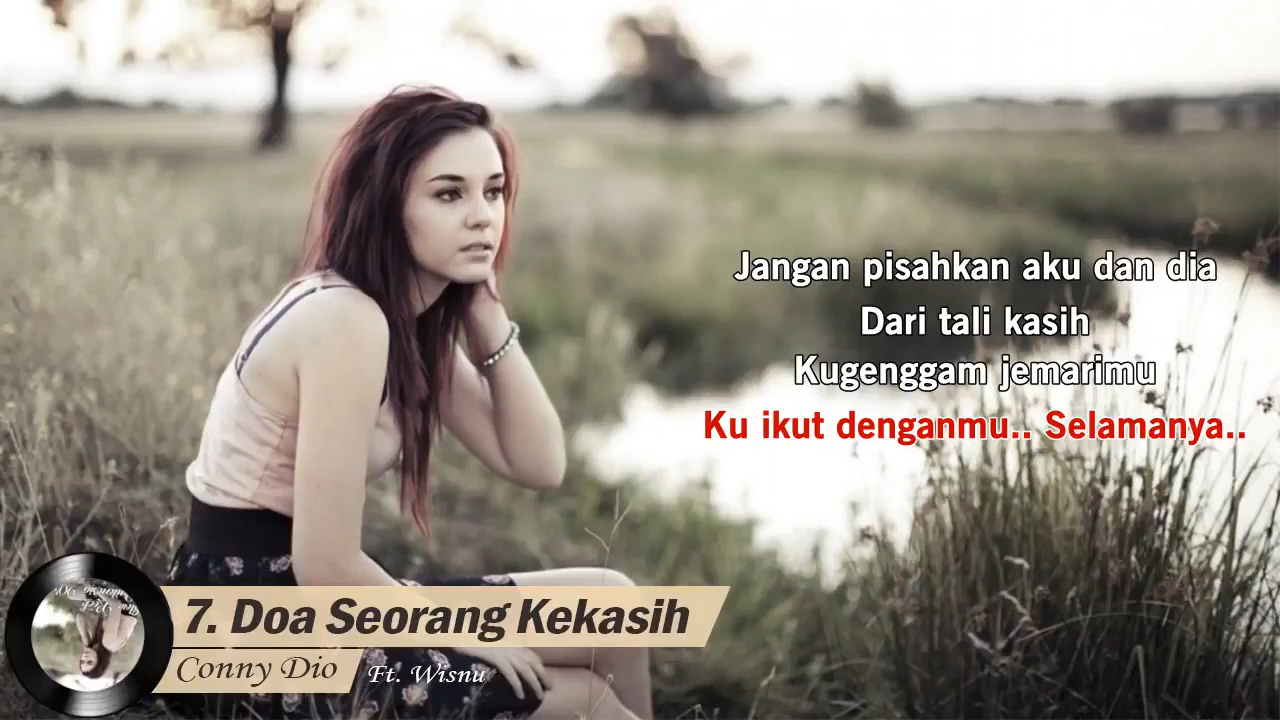 Jangan pisahkan aku dan dia
Dari tali kasih
Kugenggam jemarimu
Ku ikut denganmu.. Selamanya..
7. Doa Seorang Kekasih
Conny Dio
Ft. Wisnu